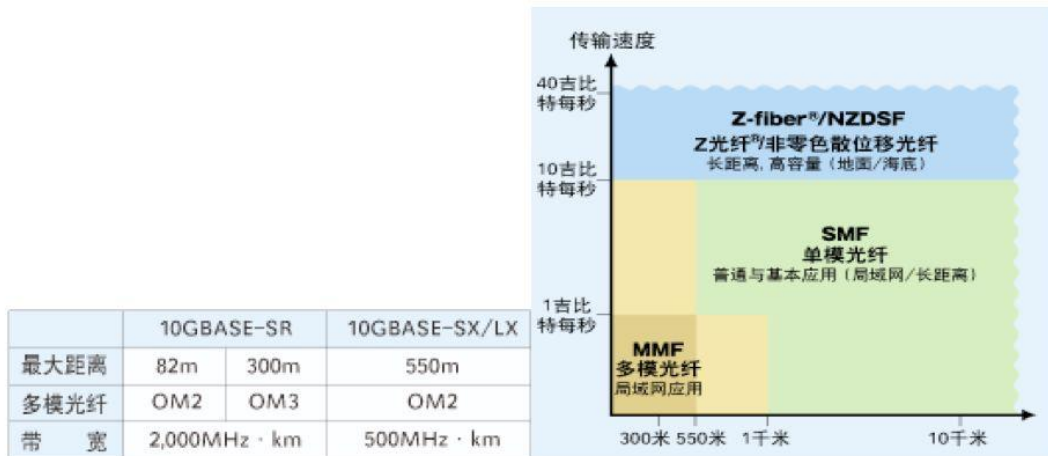 传输速度
40吉比
特每秒
Z-fiber®/NZDSF
Z光纤®/非零色散位移光纤
长距离, 高容量 (地面/海底)
10吉比
特每秒
SMF
单模光纤
普通与基本应用 (局域网/长距离)
1吉比
特每秒
MMF
多模光纤
局域网应用
300米 550米 1千米 10千米
10GBASE-SR 10GBASE-SX/LX
最大距离 82m 300m 550m
多模光纤 OM2 OM3 OM2
带 宽 2,000MHz · km 500MHz · km